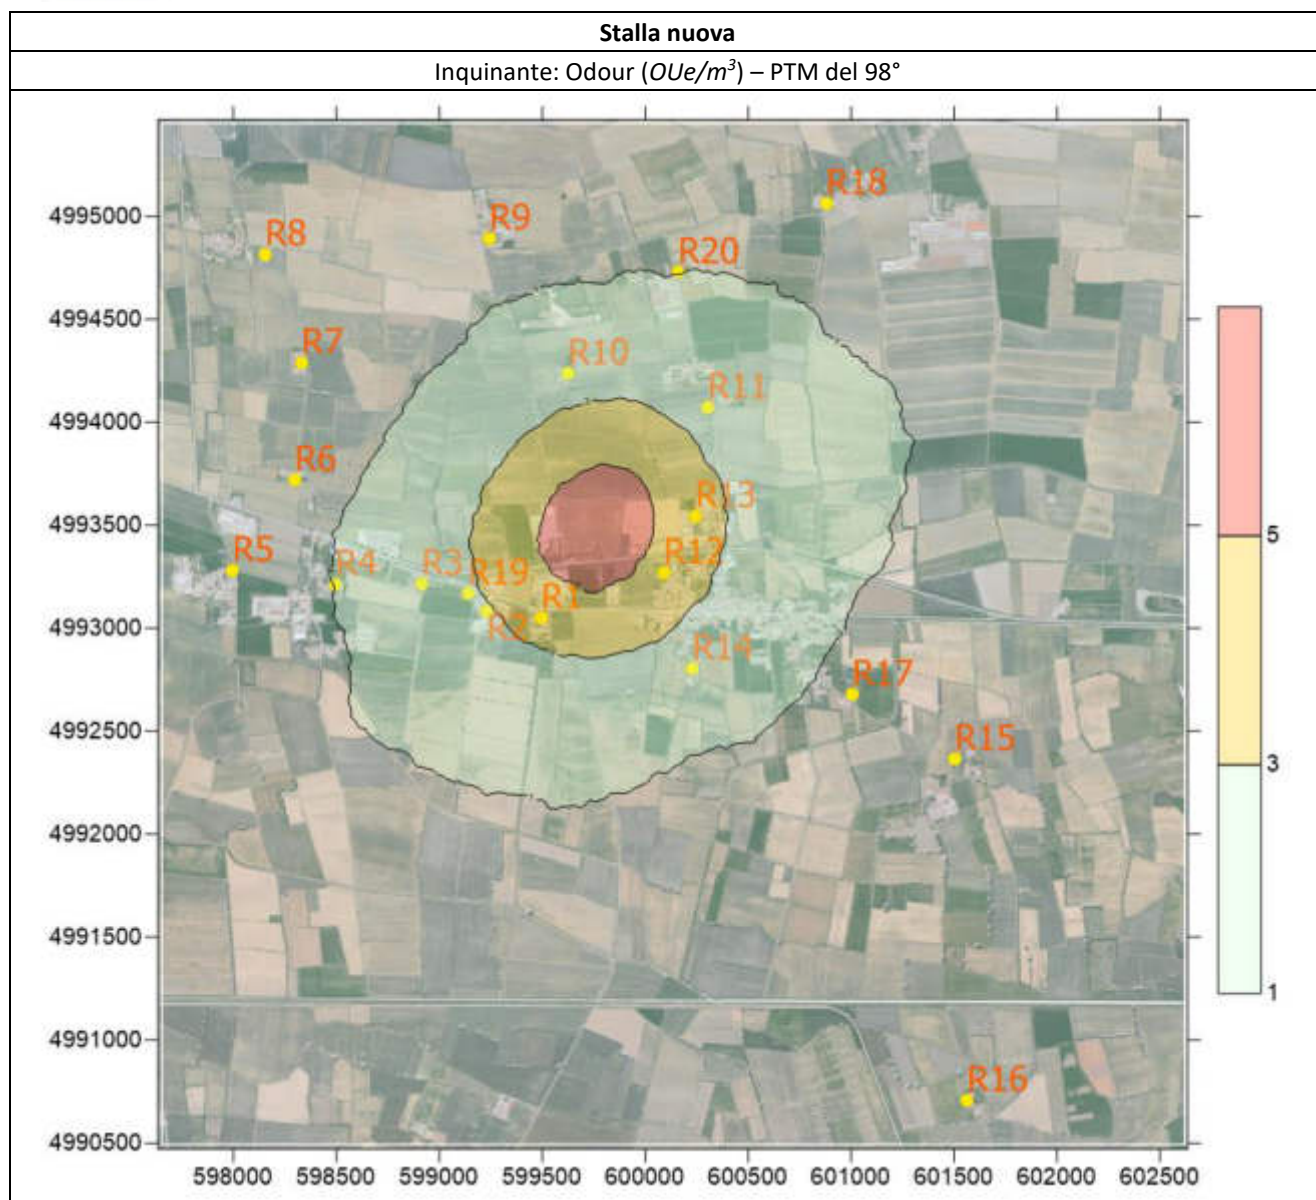 Stalla nuova
Inquinante: Odour (OUe/m³) – PTM del 98°
R18
4995000
R9
R8
R20
4994500
R7
R10
R11
4994000
R6
R13
4993500
5
R5
R4
R3
R19
R12
R1
4993000
R2
R14
R17
4992500
R15
3
4992000
4991500
1
4991000
R16
4990500
598000 598500 599000 599500 600000 600500 601000 601500 602000 602500